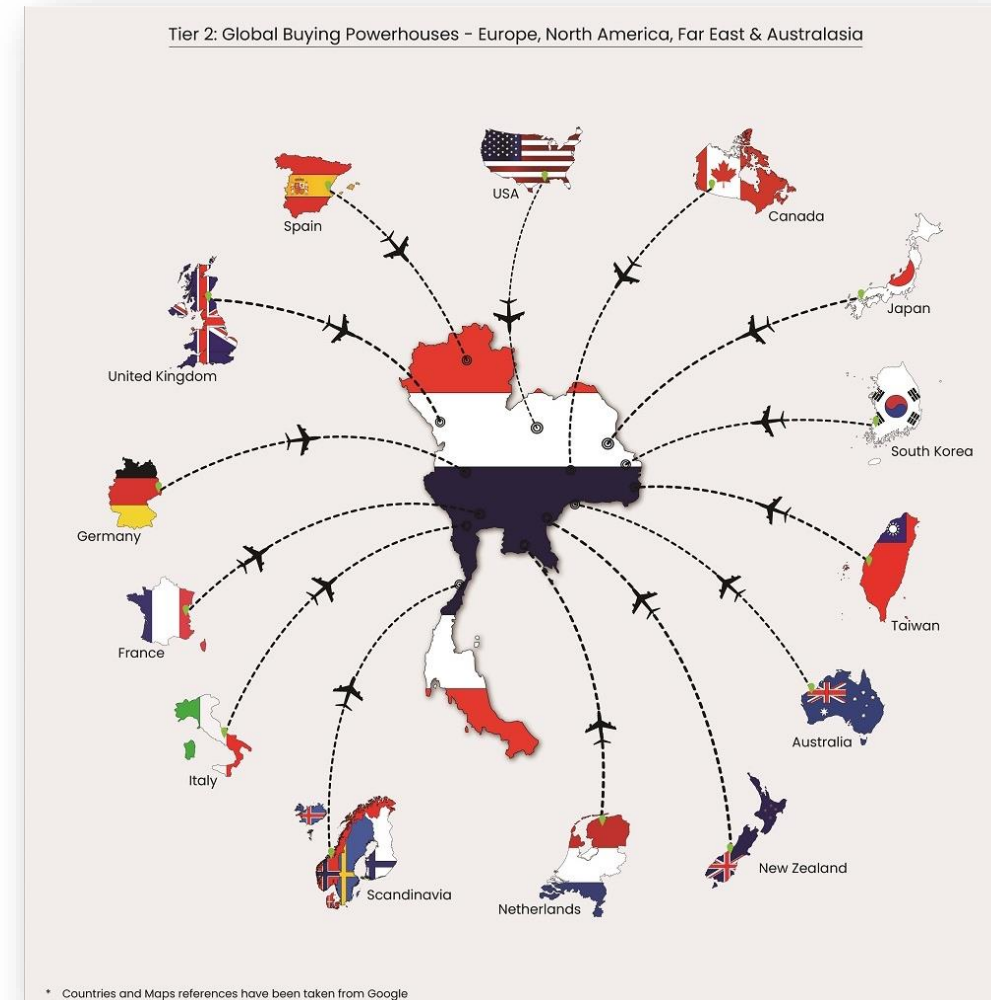 Tier 2: Global Buying Powerhouses - Europe, North America, Far East & Australasia
USA
Canada
Spain
Japan
United Kingdom
South Korea
Germany
Taiwan
France
Australia
Italy
New Zealand
Scandinavia
Netherlands
* Countries and Maps references have been taken from Google